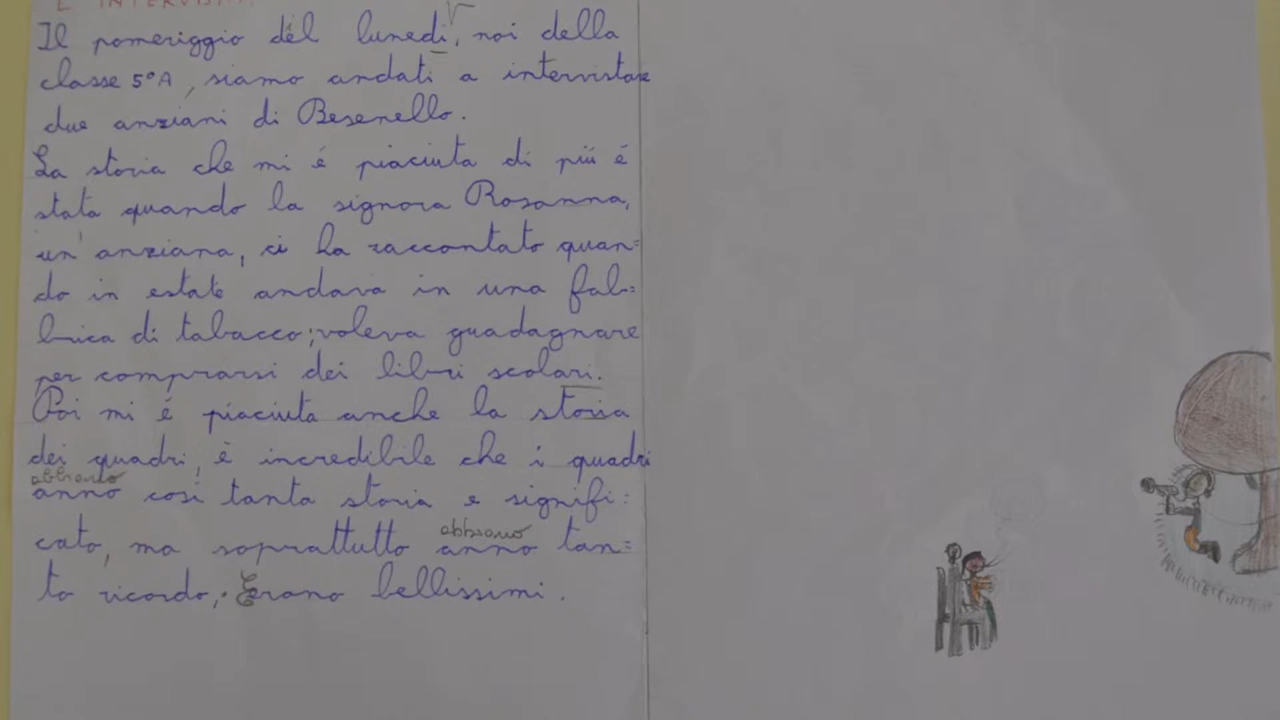 L'INTERVISTA
Il pomeriggio del lunedì, noi della
classe 5°A, siamo andati a intervistare
due anziani di Besenello.
La storia che mi é piaciuta di più é
stata quando la signora Rosanna,
un'anziana, ci ha raccontato quan=
do in estate andava in una fab=
brica di tabacco; voleva guadagnare
per comprarsi dei libri scolari.
Poi mi é piaciuta anche la storia
dei quadri, è incredibile che i quadri
abbiano
anno così tanta storia e signifi=
cato, ma soprattutto anno tan=
abbiano
to ricordo,. Erano bellissimi.